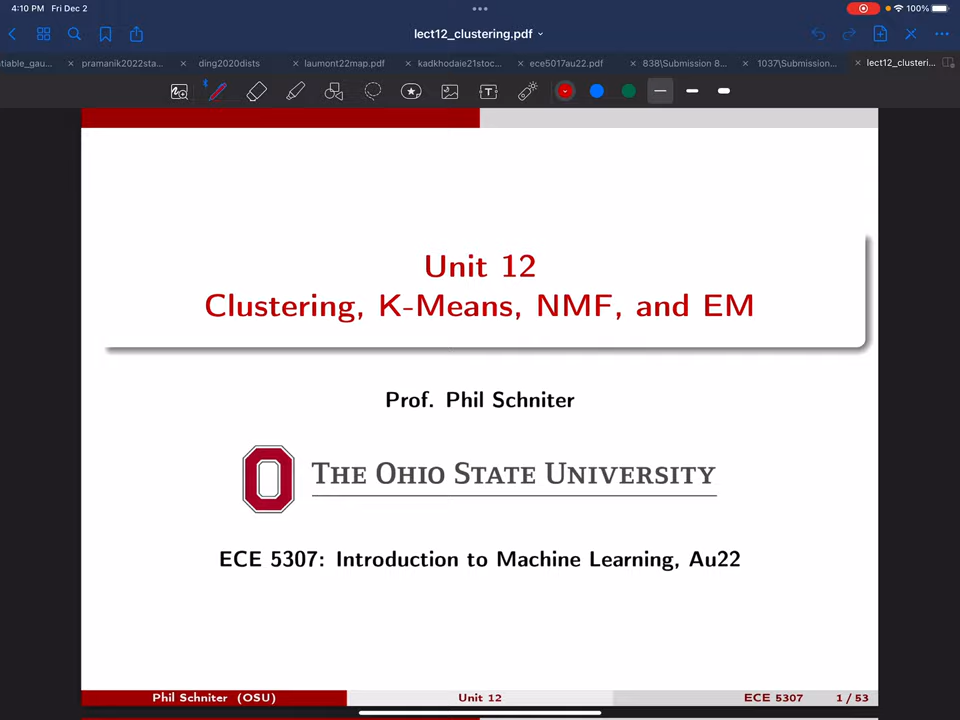 4:10 PM Fri Dec 2
100%
lect12_clustering.pdf
tiable_gau...
pramanik2022sta...
ding2020dists
laumont22map.pdf
kadkhodaie21stoc...
ece5017au22.pdf
838\Submission 8...
1037\Submission...
lect12_clusteri...
T
Unit 12
Clustering, K-Means, NMF, and EM
Prof. Phil Schniter
THE OHIO STATE UNIVERSITY
ECE 5307: Introduction to Machine Learning, Au22
Phil Schniter (OSU)
Unit 12
ECE 5307
1 / 53